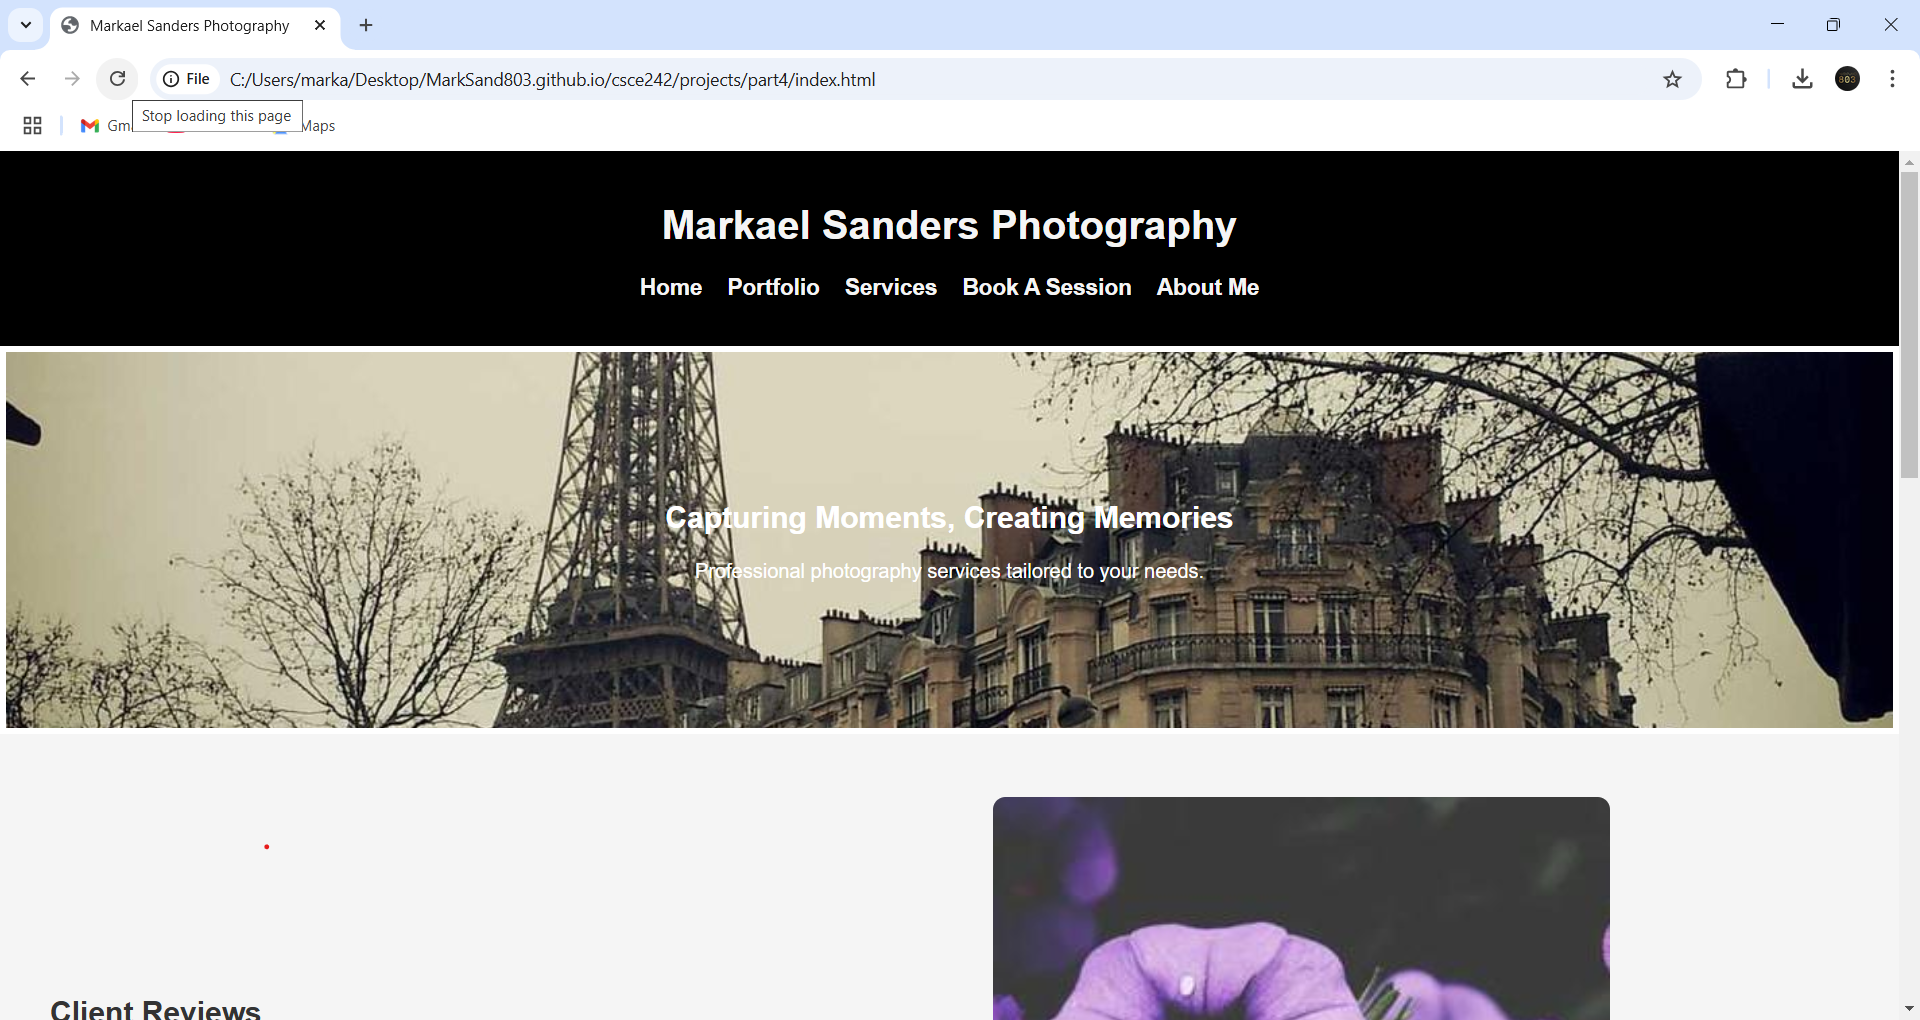 Markael Sanders Photography
File C:/Users/marka/Desktop/MarkSand803.github.io/csce242/projects/part4/index.html
803
Stop loading this page
Maps
Markael Sanders Photography
Home Portfolio Services Book A Session About Me
Capturing Moments, Creating Memories
Professional photography services tailored to your needs.
Client Reviews